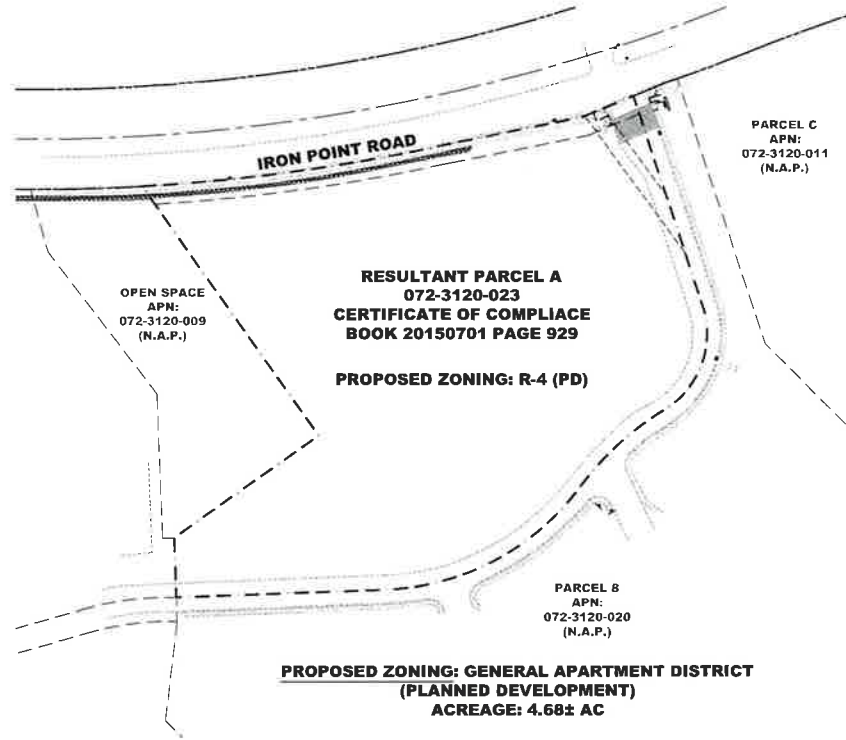 IRON POINT ROAD
PARCEL C
APN:
072-3120-011
(N.A.P.)
OPEN SPACE
APN:
072-3120-009
(N.A.P.)
RESULTANT PARCEL A
072-3120-023
CERTIFICATE OF COMPLIACE
BOOK 20150701 PAGE 929
PROPOSED ZONING: R-4 (PD)
PARCEL 8
APN:
072-3120-020
(N.A.P.)
PROPOSED ZONING: GENERAL APARTMENT DISTRICT
(PLANNED DEVELOPMENT)
ACREAGE: 4.68± AC